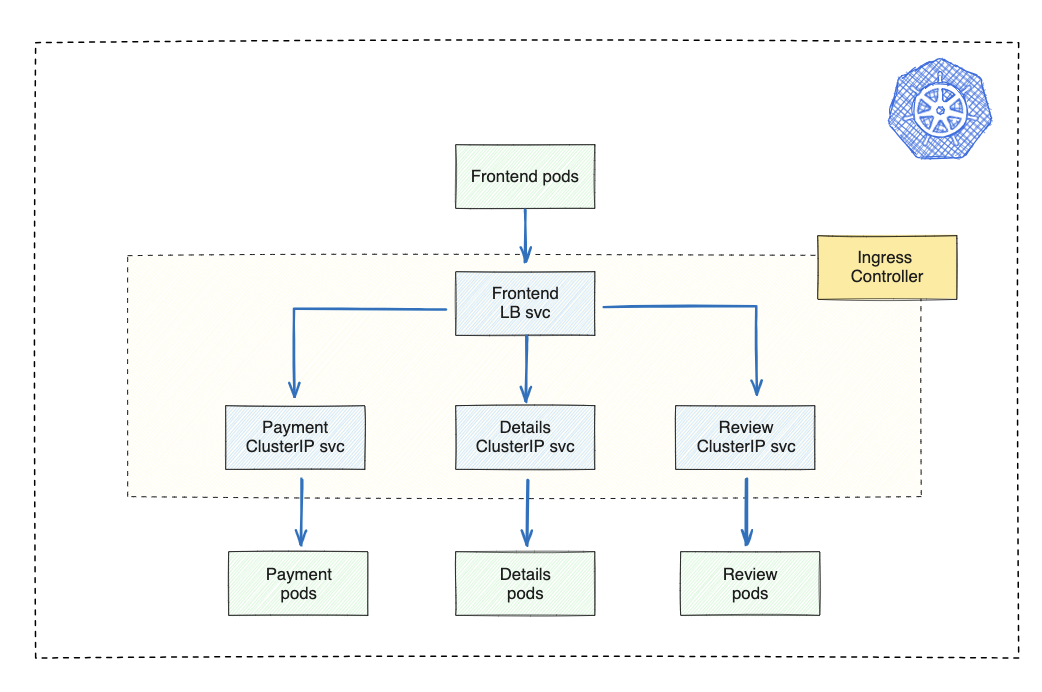 Frontend pods
Ingress
Controller
Frontend
LB svc
Payment
ClusterIP svc
Details
ClusterIP svc
Review
ClusterIP svc
Payment
pods
Details
pods
Review
pods